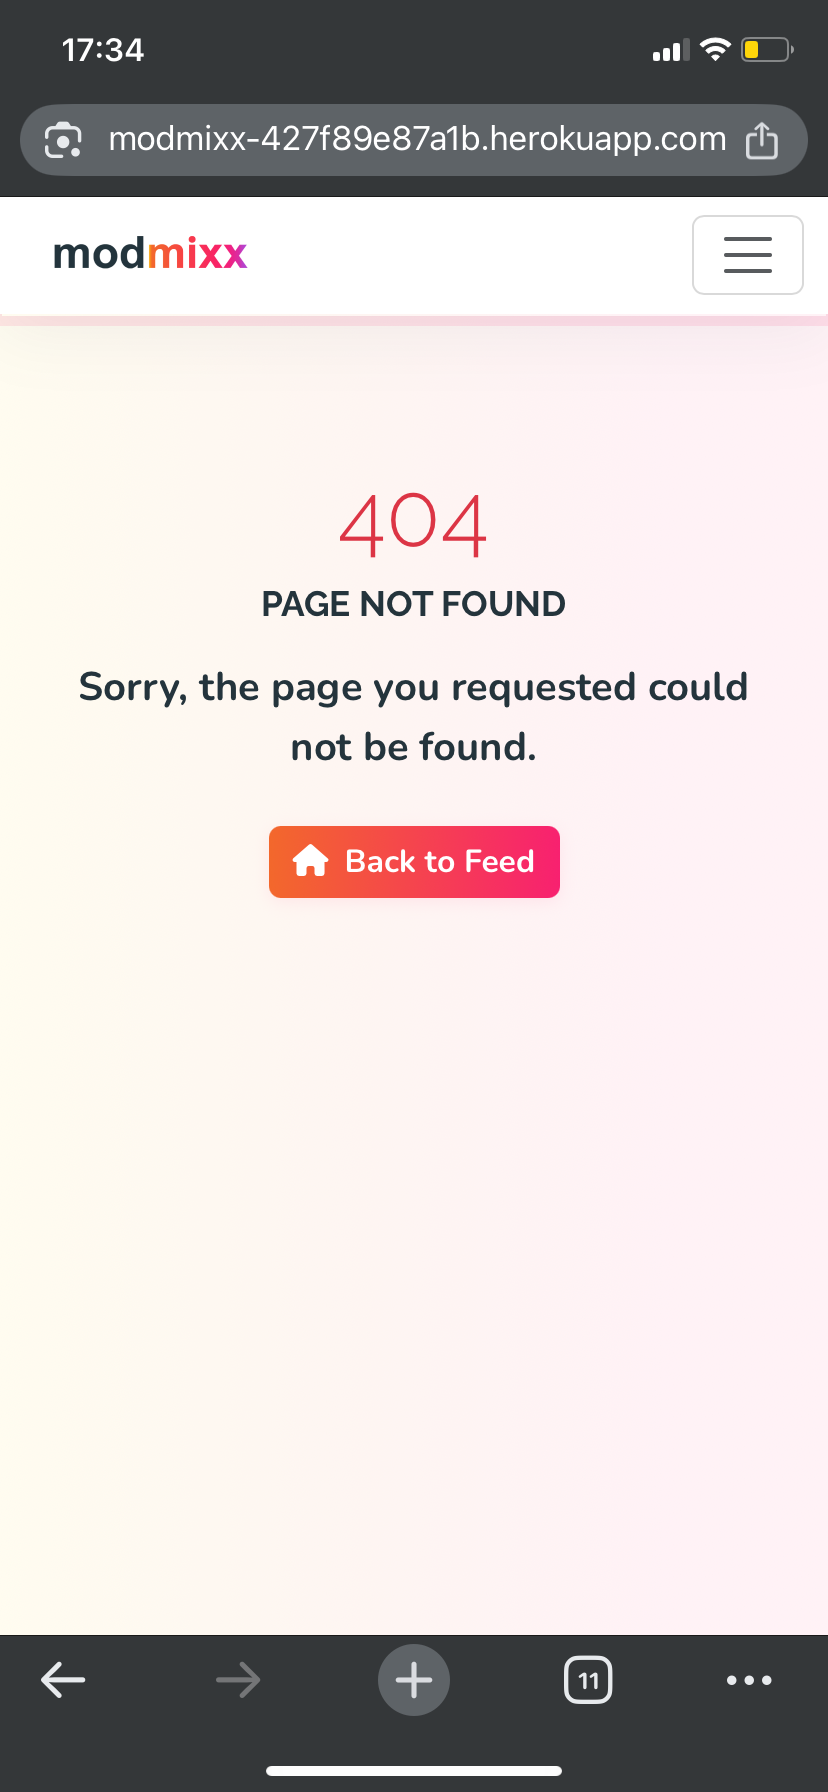 17:34
modmixx-427f89e87a1b.herokuapp.com
modmixx
404
PAGE NOT FOUND
Sorry, the page you requested could
not be found.
Back to Feed
11